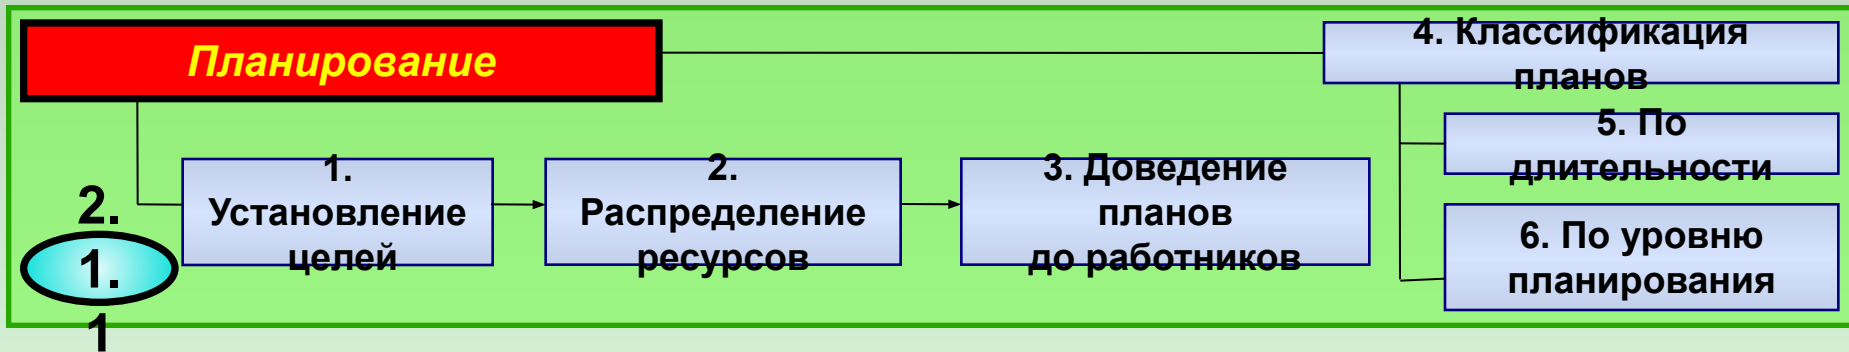 Планирование
4. Классификация
планов
5. По
длительности
6. По уровню
планирования
1.
Установление
целей
2.
Распределение
ресурсов
3. Доведение
планов
до работников
2.
1.
1